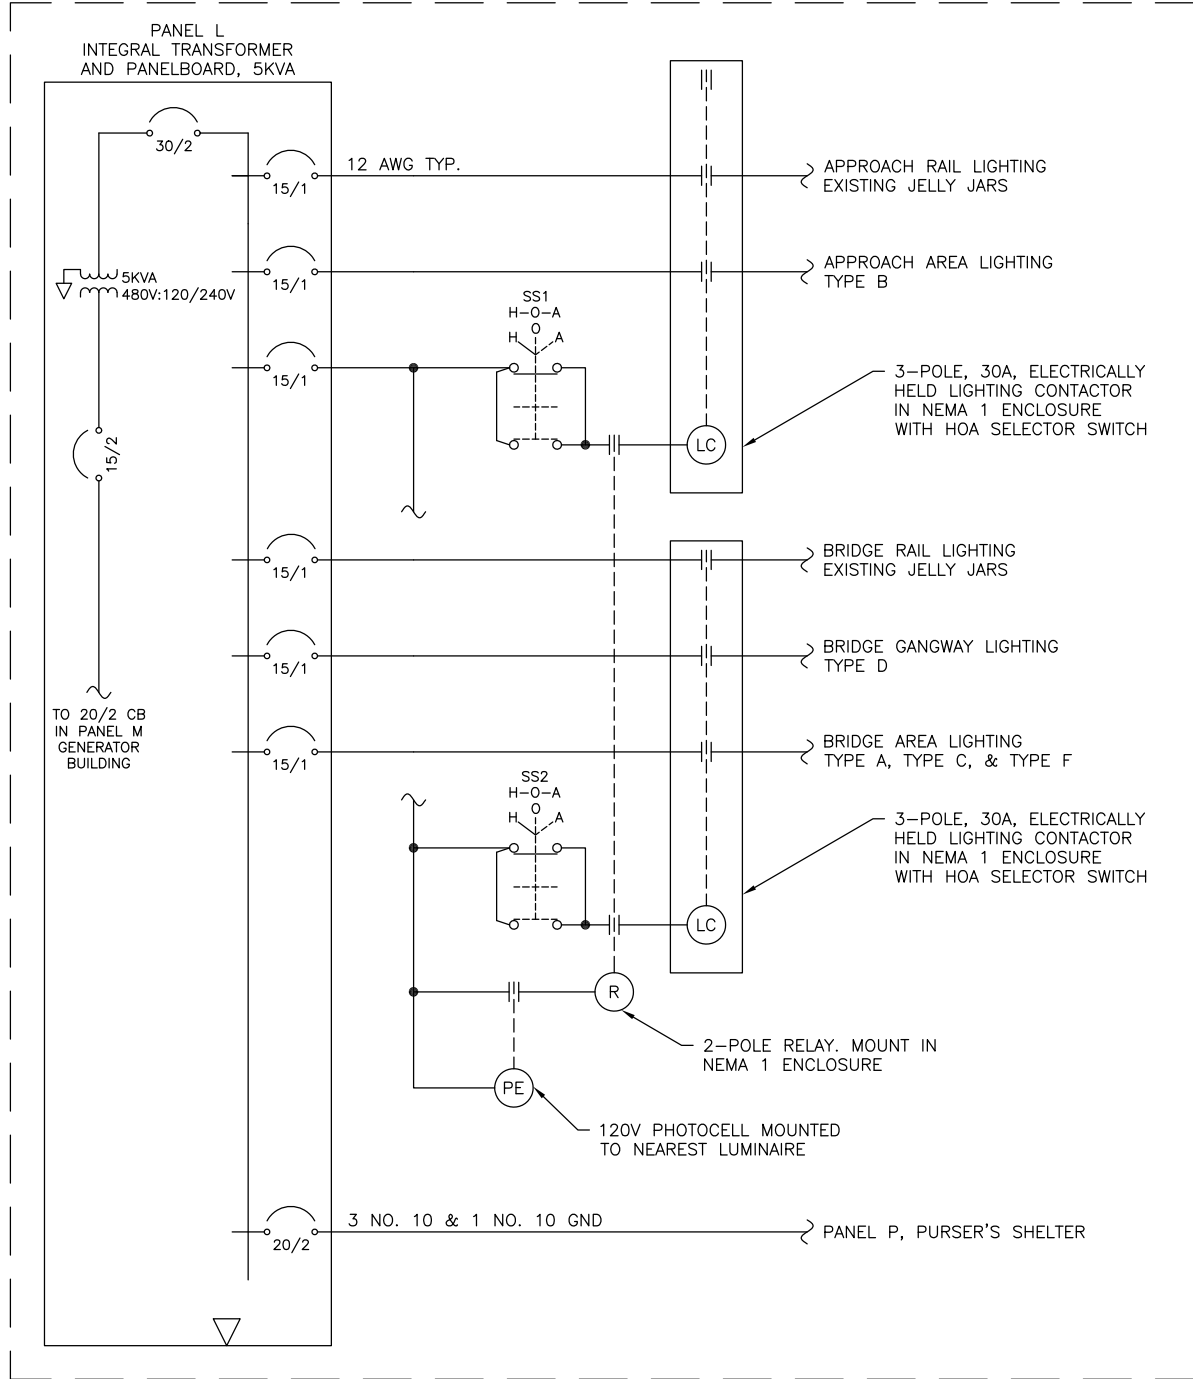 PANEL L
INTEGRAL TRANSFORMER
AND PANELBOARD, 5KVA
30/2
15/1
12 AWG TYP.
APPROACH RAIL LIGHTING
EXISTING JELLY JARS
5KVA
480V:120/240V
15/1
APPROACH AREA LIGHTING
TYPE B
SS1
H-O-A
O
H
A
15/1
3-POLE, 30A, ELECTRICALLY
HELD LIGHTING CONTACTOR
IN NEMA 1 ENCLOSURE
WITH HOA SELECTOR SWITCH
15/2
LC
15/1
BRIDGE RAIL LIGHTING
EXISTING JELLY JARS
15/1
BRIDGE GANGWAY LIGHTING
TYPE D
TO 20/2 CB
IN PANEL M
GENERATOR
BUILDING
15/1
BRIDGE AREA LIGHTING
TYPE A, TYPE C, & TYPE F
SS2
H-O-A
O
H
A
3-POLE, 30A, ELECTRICALLY
HELD LIGHTING CONTACTOR
IN NEMA 1 ENCLOSURE
WITH HOA SELECTOR SWITCH
LC
R
2-POLE RELAY. MOUNT IN
NEMA 1 ENCLOSURE
PE
120V PHOTOCELL MOUNTED
TO NEAREST LUMINAIRE
20/2
3 NO. 10 & 1 NO. 10 GND
PANEL P, PURSER'S SHELTER